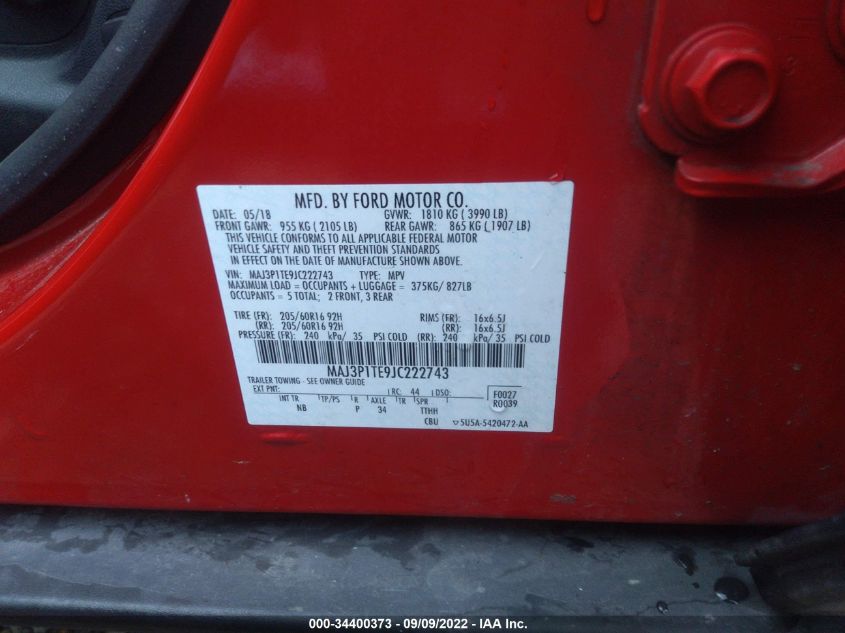 MFD. BY FORD MOTOR CO.
DATE: 05/18 GVWR: 1810 KG ( 3990 LB)
FRONT GAWR: 955 KG ( 2105 LB) REAR GAWR: 865 KG ( 1907 LB)
THIS VEHICLE CONFORMS TO ALL APPLICABLE FEDERAL MOTOR
VEHICLE SAFETY AND THEFT PREVENTION STANDARDS
IN EFFECT ON THE DATE OF MANUFACTURE SHOWN ABOVE.
VIN: MAJ3P1TE9JC222743 TYPE: MPV
MAXIMUM LOAD = OCCUPANTS + LUGGAGE = 375KG/ 827LB
OCCUPANTS = 5 TOTAL; 2 FRONT, 3 REAR
TIRE (FR): 205/60R16 92H RIMS (FR): 16x6.5J
(RR): 205/60R16 92H (RR): 16x6.5J
PRESSURE (FR): 240 kPa/ 35 PSI COLD (RR): 240 kPa/ 35 PSI COLD
MAJ3P1TE9JC222743
TRAILER TOWING - SEE OWNER GUIDE
EXT PNT: RC: 44 DSO: F0027
INT TR TP/PS R AXLE TR SPR R0039
NB P 34 TTHH
CBU 5U5A-5420472-AA
000-34400373 - 09/09/2022 - © IAA Inc.